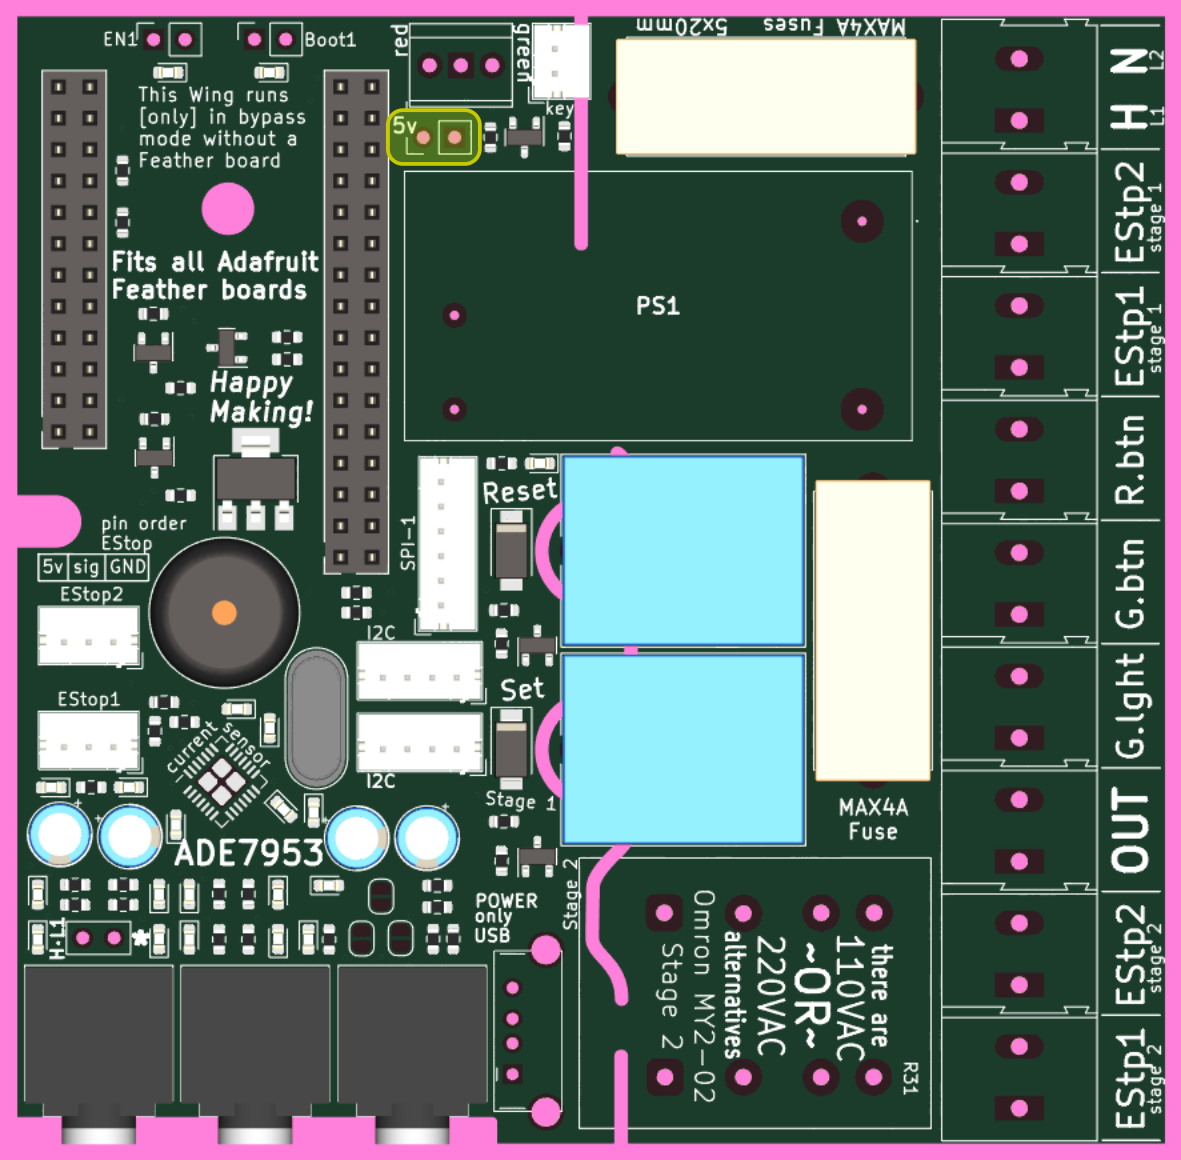 EN1
Boot1
red
green
key
5x20mm
MAX4A Fuses
This Wing runs
[only] in bypass
mode without a
Feather board
5v
Fits all Adafruit
Feather boards
PS1
Happy
Making!
pin order
EStop
5v sig GND
EStop2
EStop1
SPI-1
Reset
I2C
I2C
Set
Stage 1
current
sensor
ADE7953
MAX4A
Fuse
H+L1
*
POWER
only
USB
Stage 2
Stage 2
Omron MY2-02
alternatives
220VAC
~OR~
110VAC
there are
R31
N
L2
H
L1
EStp2
stage 1
EStp1
stage 1
R.btn
G.btn
G.lght
OUT
EStp2
stage 2
EStp1
stage 2